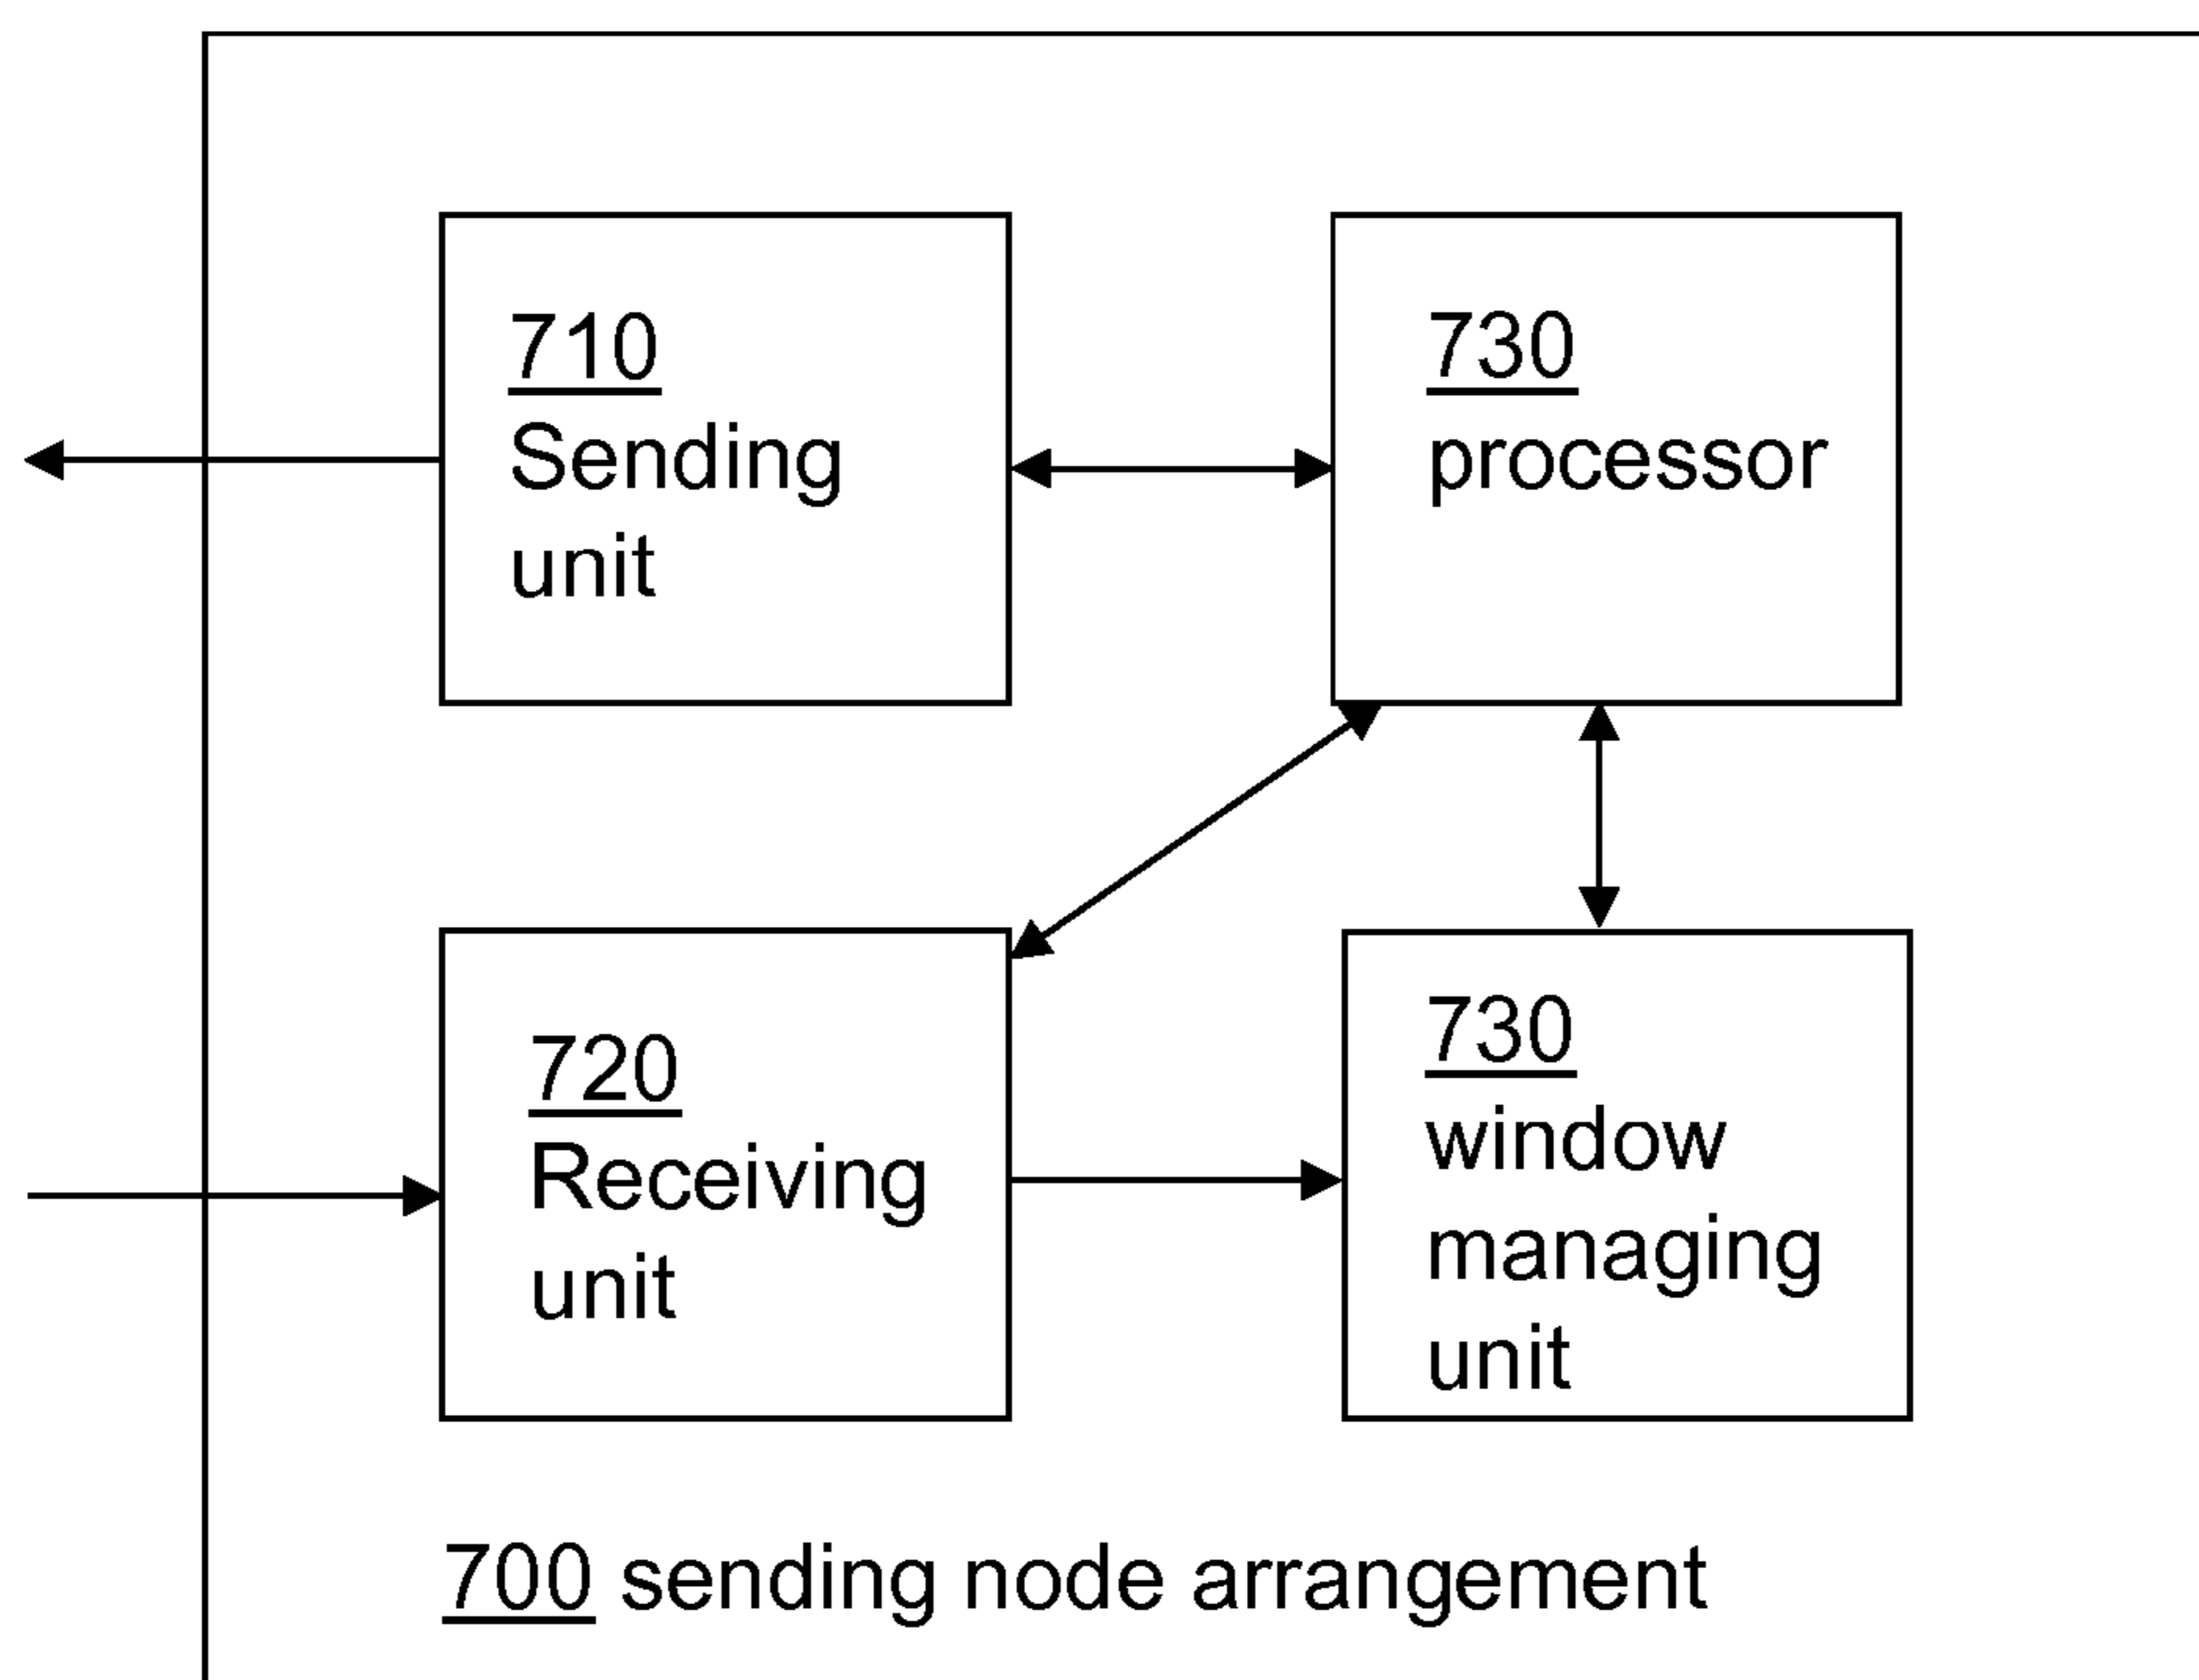 710
Sending
unit
730
processor
720
Receiving
unit
730
window
managing
unit
700 sending node arrangement